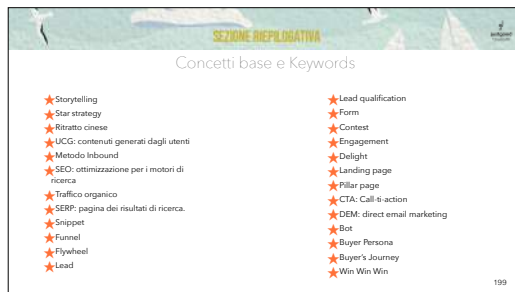 SEZIONE RIEPILOGATIVA
Concetti base e Keywords
Storytelling
Star strategy
Ritratto cinese
UCG: contenuti generati dagli utenti
Metodo Inbound
SEO: ottimizzazione per i motori di
ricerca
Traffico organico
SERP: pagina dei risultati di ricerca.
Snippet
Funnel
Flywheel
Lead
Lead qualification
Form
Contest
Engagement
Delight
Landing page
Pillar page
CTA: Call-ti-action
DEM: direct email marketing
Bot
Buyer Persona
Buyer's Journey
Win Win Win
199